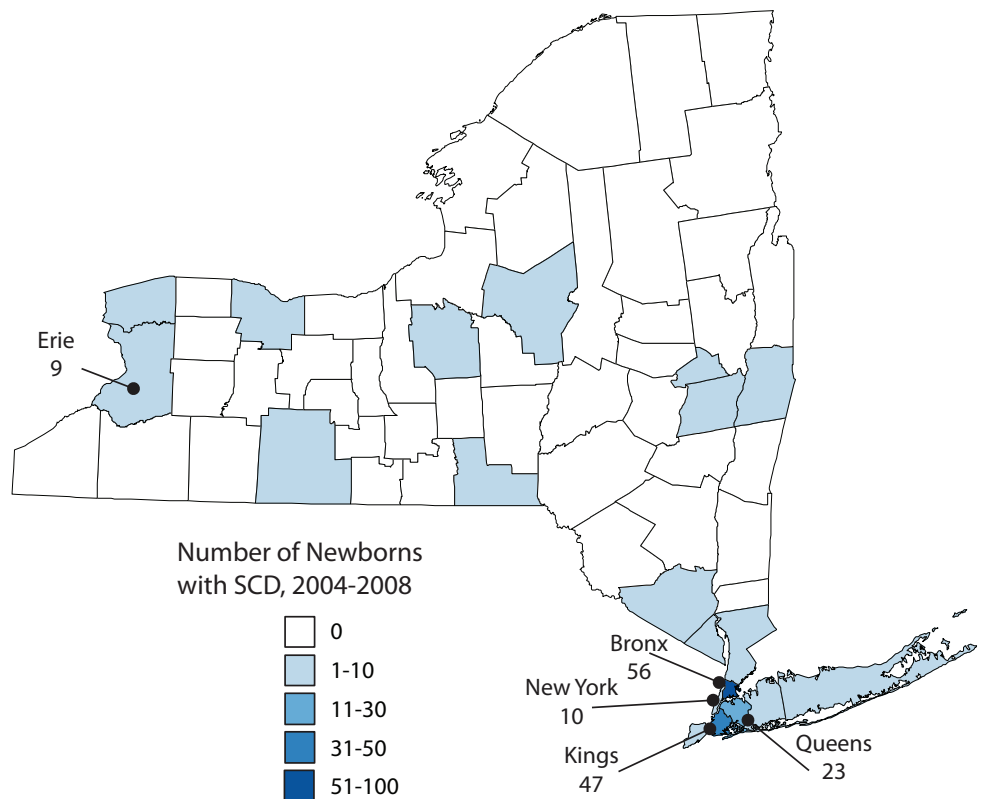 Erie
9
Number of Newborns
with SCD, 2004-2008
0
1-10
11-30
31-50
51-100
Bronx
56
New York
10
Kings
47
Queens
23